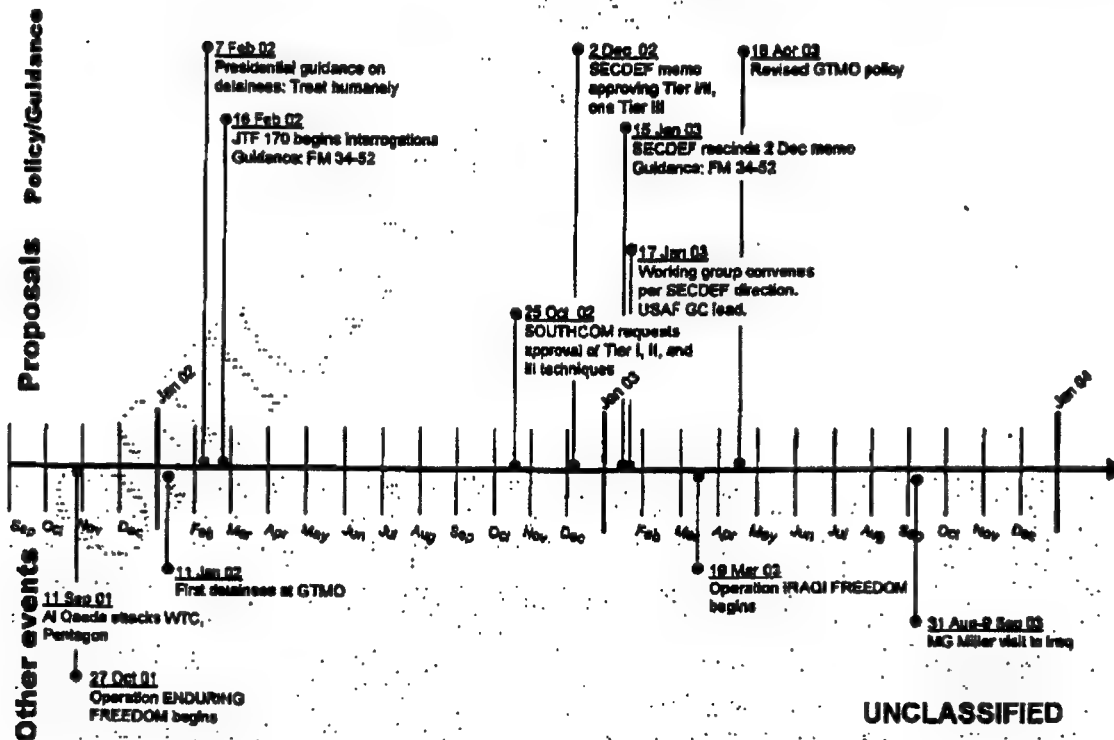 Policy/Guidance
Proposals
Other events
7 Feb 02
Presidential guidance on
detainees: Treat humanely
16 Feb 02
JTF 170 begins interrogations
Guidance: FM 34-52
25 Oct 02
SOUTHCOM requests
approval of Tier I, II, and
III techniques
2 Dec 02
SECDEF memo
approving Tier I/II,
one Tier III
15 Jan 03
SECDEF rescinds 2 Dec memo
Guidance: FM 34-52
17 Jan 03
Working group convenes
per SECDEF direction.
USAF GC lead.
16 Apr 03
Revised GTMO policy
Jan 02
Jan 03
Jan 04
Sep Oct Nov Dec Feb Mar Apr May Jun Jul Aug Sep Oct Nov Dec Feb Mar Apr May Jun Jul Aug Sep Oct Nov Dec
11 Sep 01
Al Qaeda attacks WTC,
Pentagon
27 Oct 01
Operation ENDURING
FREEDOM begins
11 Jan 02
First detainees at GTMO
19 Mar 03
Operation IRAQI FREEDOM
begins
31 Aug-9 Sep 03
MG Miller visit to Iraq
UNCLASSIFIED